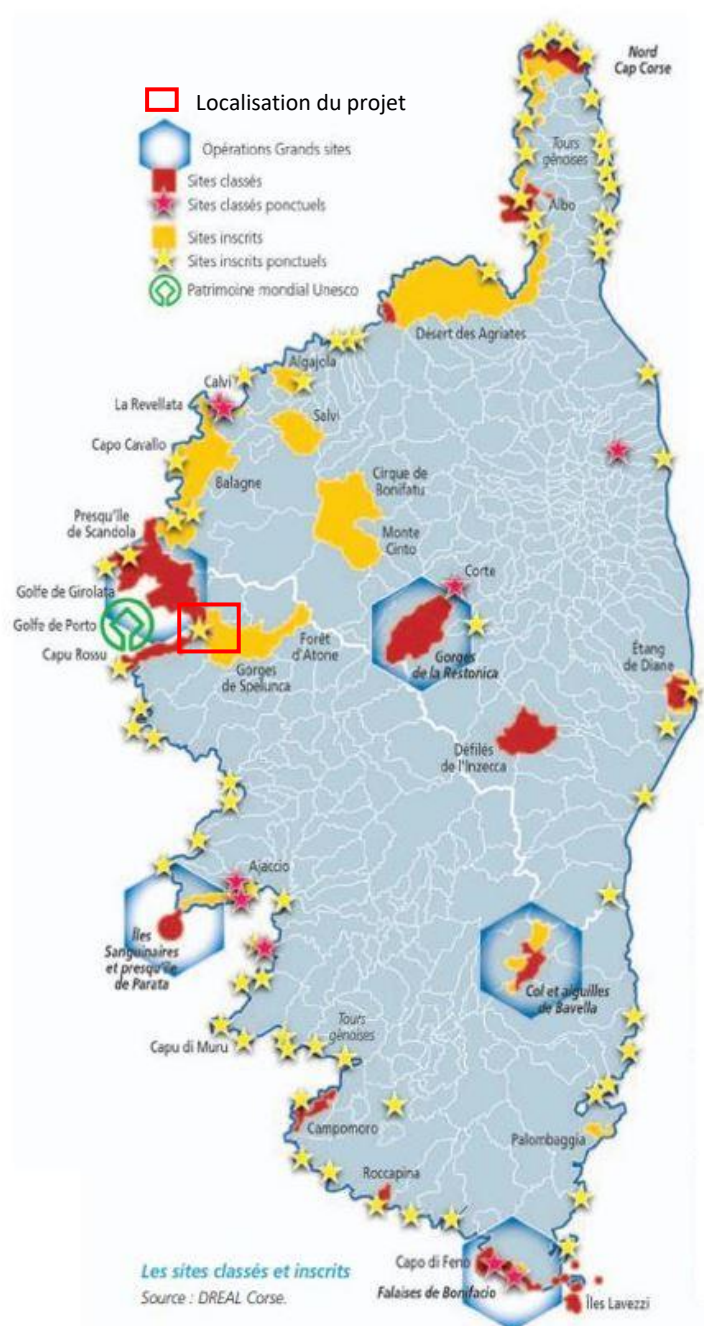 Nord
Cap Corse
Localisation du projet
Opérations Grands sites
Sites classés
Sites classés ponctuels
Sites inscrits
Sites inscrits ponctuels
Patrimoine mondial Unesco
Tours
génoises
Albo
Désert des Agriates
Algajola
Calvi
La Revellata
Salvi
Capo Cavallo
Balagne
Cirque de
Bonifatu
Monte
Cinto
Presqu'île
de Scandola
Corte
Golfe de Girolata
Golfe de Porto
Capu Rossu
Forêt
d'Atone
Gorges
de Spelunca
Gorges
de la Restonica
Étang
de Diane
Défilés
de l'Inzecca
Ajaccio
Îles
Sanguinaires
et presqu'île
de Parata
Col et aiguilles
de Bavella
Tours
génoises
Capu di Muru
Campomoro
Palombaggia
Roccapina
Capo di Feno
Falaises de Bonifacio
Îles Lavezzi
Les sites classés et inscrits
Source : DREAL Corse.